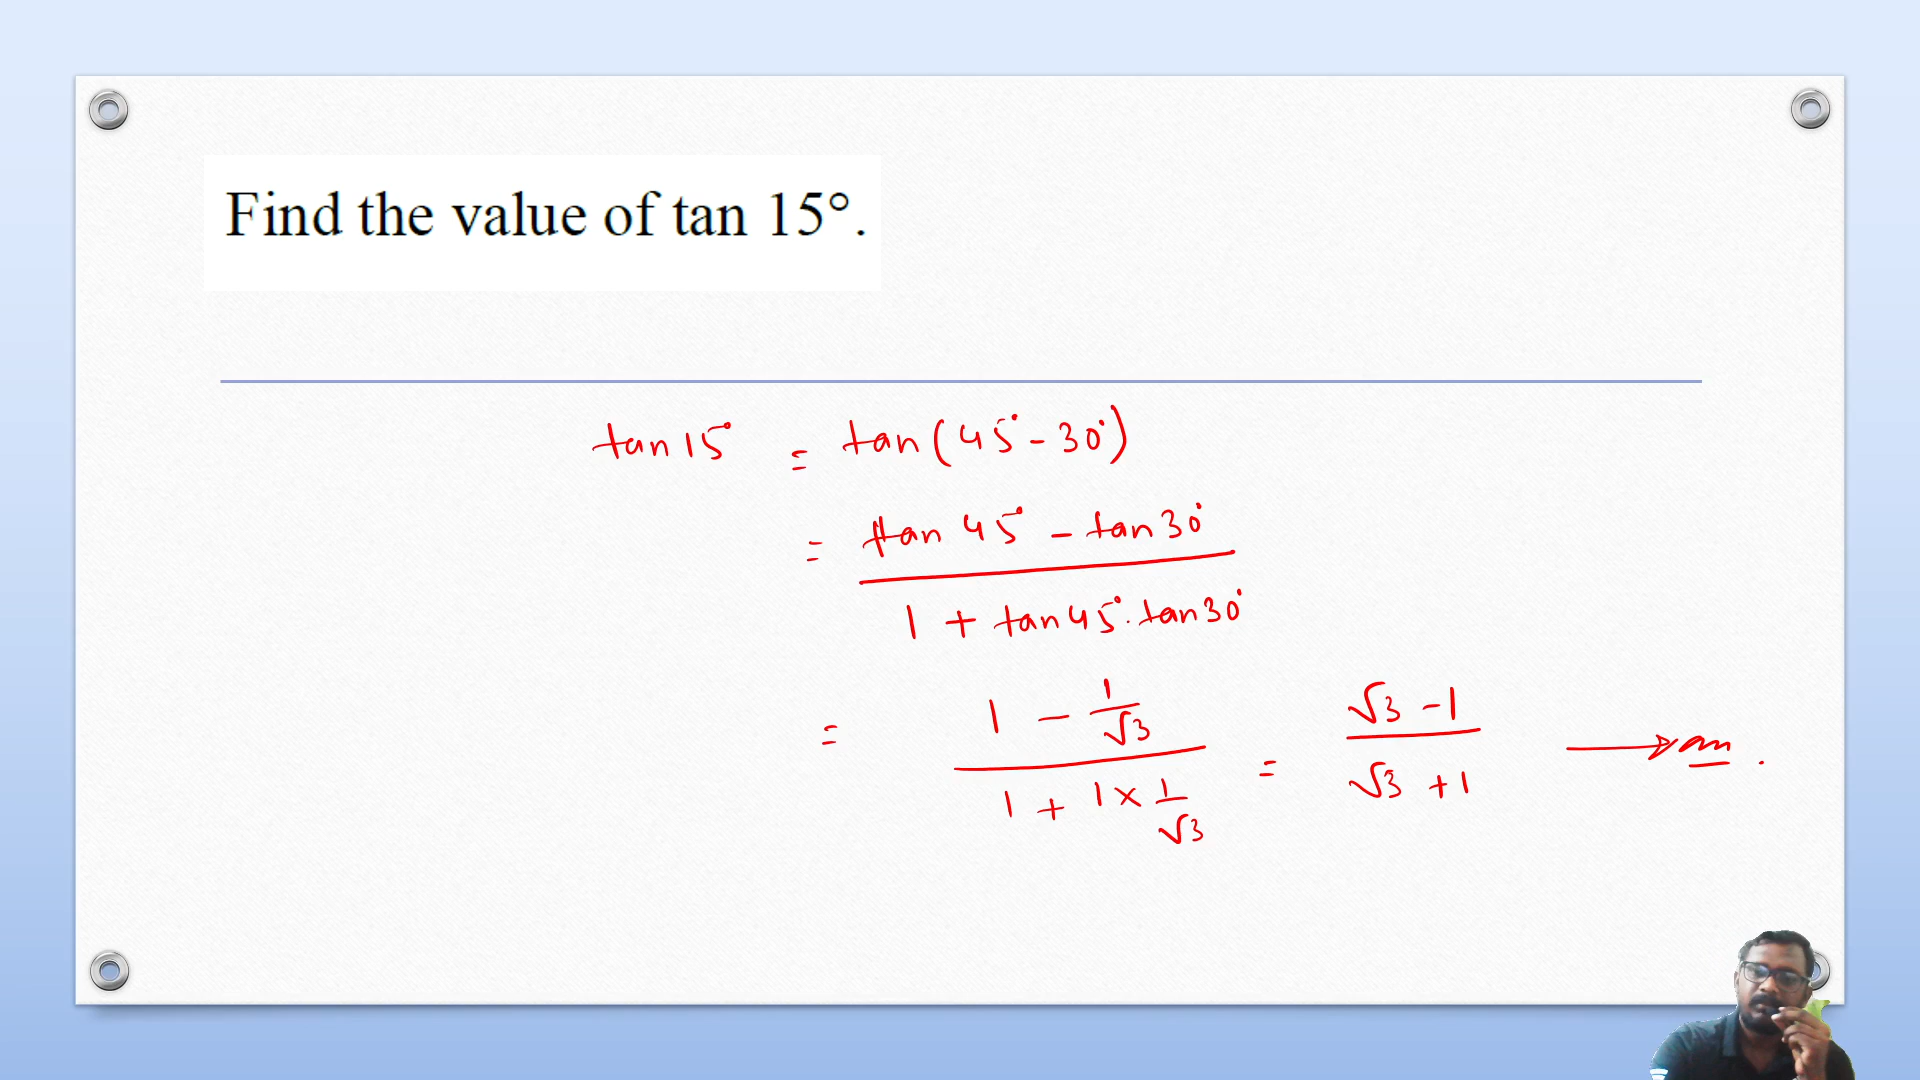 Find the value of tan 15°.
tan 15° = tan (45° - 30°)
= tan 45° - tan 30°
1 + tan 45° . tan 30°
= 1 - 1/√3 = √3 - 1
1 + 1 × 1/√3 √3 + 1